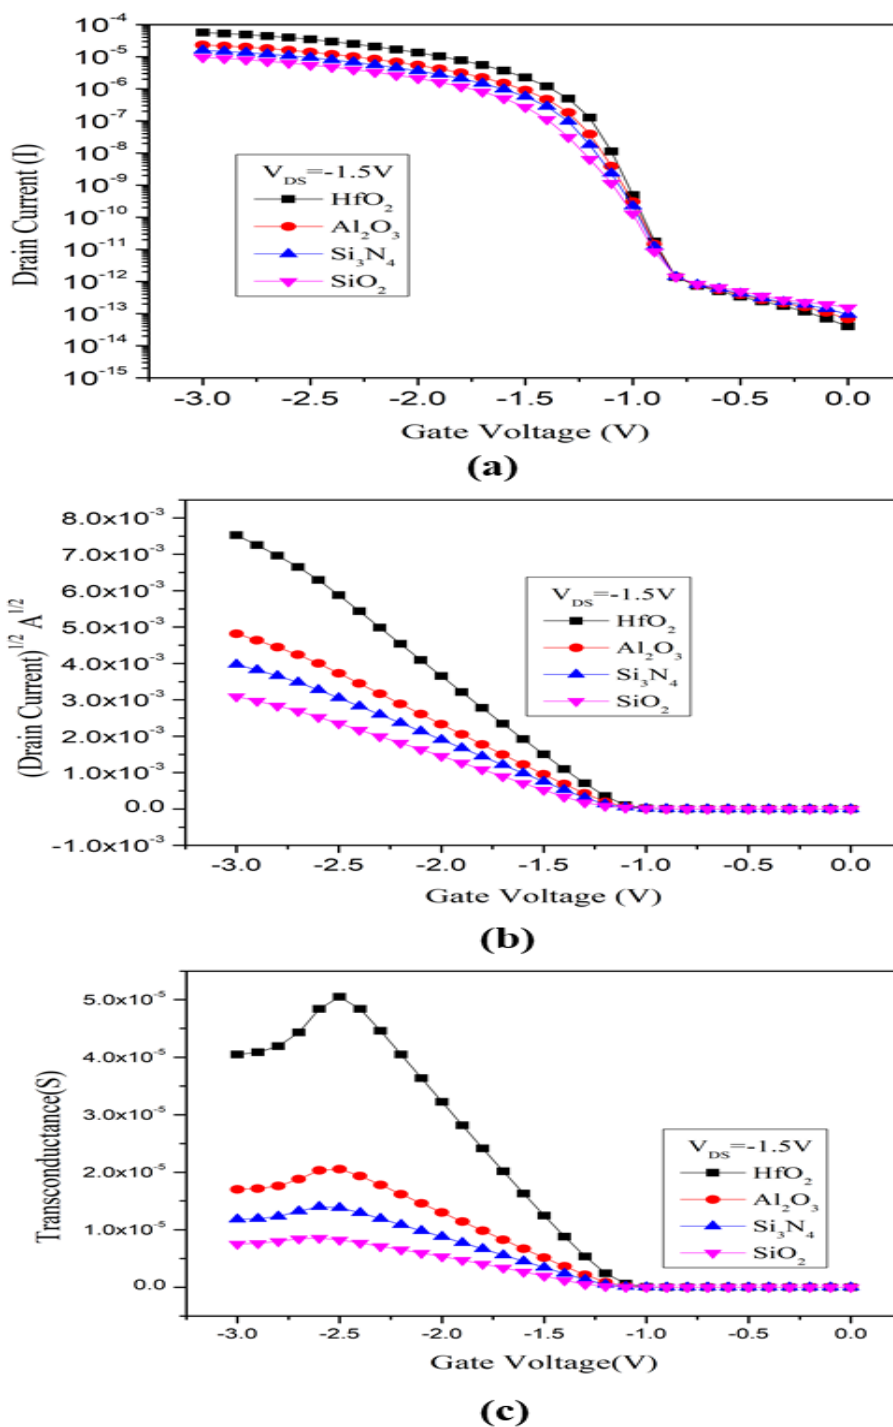 Drain Current (I)
10⁻⁴
10⁻⁵
10⁻⁶
10⁻⁷
10⁻⁸
10⁻⁹
10⁻¹⁰
10⁻¹¹
10⁻¹²
10⁻¹³
10⁻¹⁴
10⁻¹⁵
V_DS=-1.5V
HfO₂
Al₂O₃
Si₃N₄
SiO₂
-3.0 -2.5 -2.0 -1.5 -1.0 -0.5 0.0
Gate Voltage (V)
(a)
(Drain Current)^1/2 A^1/2
8.0x10⁻³
7.0x10⁻³
6.0x10⁻³
5.0x10⁻³
4.0x10⁻³
3.0x10⁻³
2.0x10⁻³
1.0x10⁻³
0.0
-1.0x10⁻³
V_DS=-1.5V
HfO₂
Al₂O₃
Si₃N₄
SiO₂
-3.0 -2.5 -2.0 -1.5 -1.0 -0.5 0.0
Gate Voltage (V)
(b)
Transconductance(S)
5.0x10⁻⁵
4.0x10⁻⁵
3.0x10⁻⁵
2.0x10⁻⁵
1.0x10⁻⁵
0.0
V_DS=-1.5V
HfO₂
Al₂O₃
Si₃N₄
SiO₂
-3.0 -2.5 -2.0 -1.5 -1.0 -0.5 0.0
Gate Voltage(V)
(c)